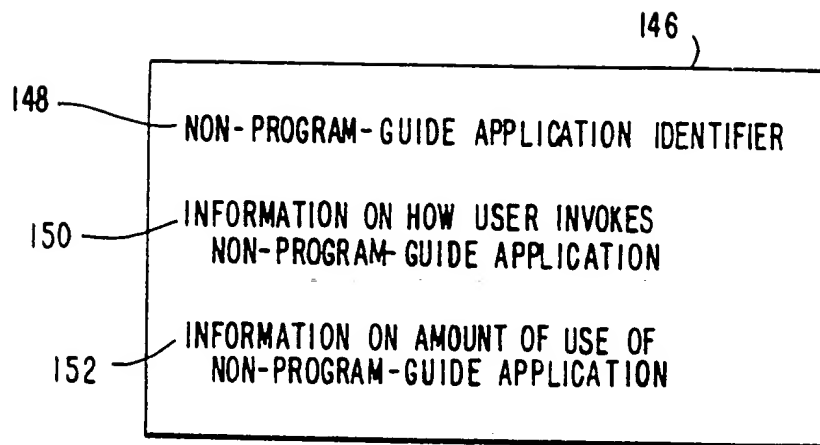 146
148
NON-PROGRAM-GUIDE APPLICATION IDENTIFIER
150
INFORMATION ON HOW USER INVOKES
NON-PROGRAM-GUIDE APPLICATION
152
INFORMATION ON AMOUNT OF USE OF
NON-PROGRAM-GUIDE APPLICATION